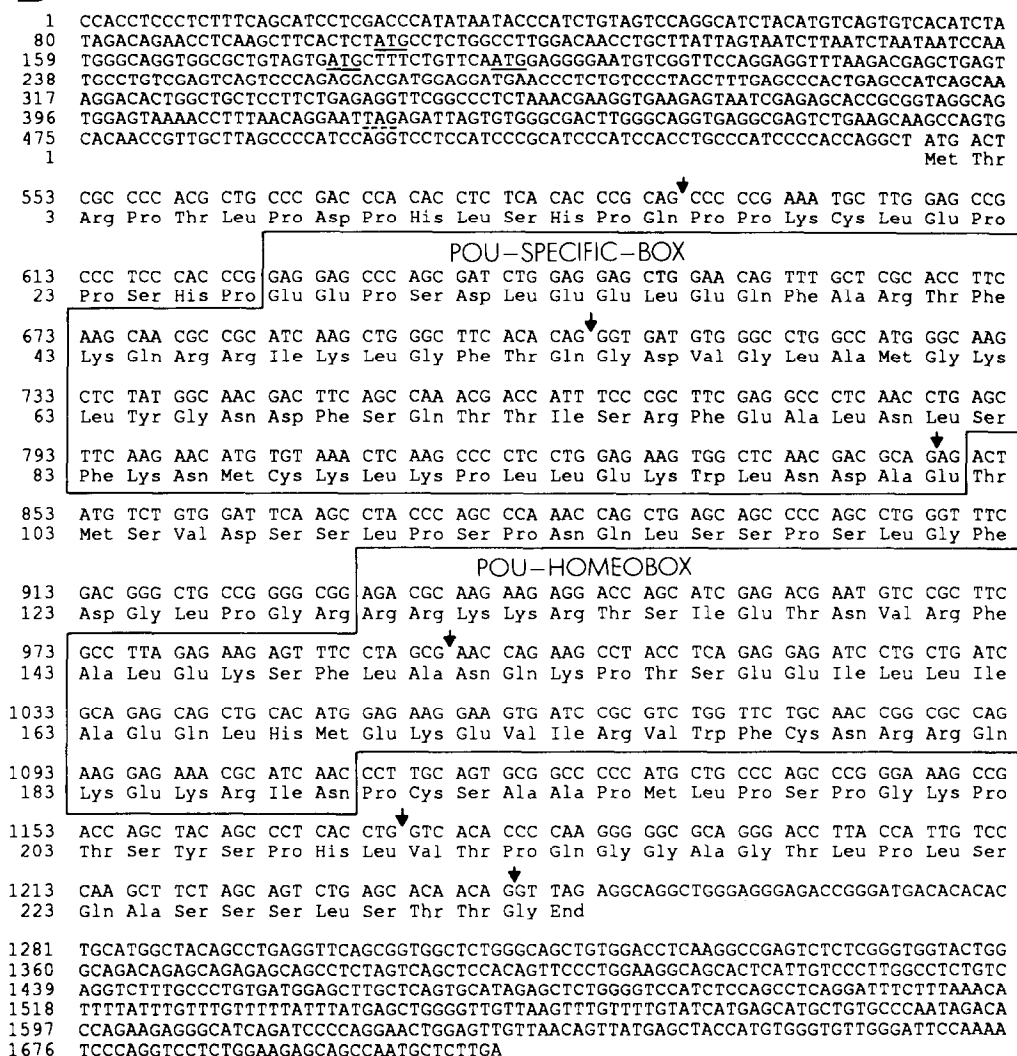 1 CCACCTCCCTCTTTCAGCATCCTCGACCCATATAATACCCATCTGTAGTCCAGGCATCTACATGTCAGTGTCACATCTA
80 TAGACAGAACCTCAAGCTTCACTCTATGCCTCTGGCCTTGGACAACCTGCTTATTAGTAATCTTAATCTAATAATCCAA
159 TGGGCAGGTGGCGCTGTAGTGATGCTTTCTGTTCAATGGAGGGGAATGTCGGTTCCAGGAGGTTTAAGACGAGCTGAGT
238 TGCCTGTCGAGTCAGTCCCAGAGGACGATGGAGGATGAACCCTCTGTCCCTAGCTTTGAGCCCACTGAGCCATCAGCAA
317 AGGACACTGGCTGCTCCTTCTGAGAGGTTCGGCCCTCTAAACGAAGGTGAAGAGTAATCGAGAGCACCGCGGTAGGCAG
396 TGGAGTAAAACCTTTAACAGGAATTAGAGATTAGTGTGGGCGACTTGGGCAGGTGAGGCGAGTCTGAAGCAAGCCAGTG
475 CACAACCGTTGCTTAGCCCCATCCAGGTCCTCCATCCCGCATCCCATCCACCTGCCCATCCCCACCAGGCT ATG ACT
1 Met Thr
553 CGC CCC ACG CTG CCC GAC CCA CAC CTC TCA CAC CCG CAG CCC CCG AAA TGC TTG GAG CCG
3 Arg Pro Thr Leu Pro Asp Pro His Leu Ser His Pro Gln Pro Pro Lys Cys Leu Glu Pro
POU-SPECIFIC-BOX
613 CCC TCC CAC CCG GAG GAG CCC AGC GAT CTG GAG GAG CTG GAA CAG TTT GCT CGC ACC TTC
23 Pro Ser His Pro Glu Glu Pro Ser Asp Leu Glu Glu Leu Glu Gln Phe Ala Arg Thr Phe
673 AAG CAA CGC CGC ATC AAG CTG GGC TTC ACA CAG GGT GAT GTG GGC CTG GCC ATG GGC AAG
43 Lys Gln Arg Arg Ile Lys Leu Gly Phe Thr Gln Gly Asp Val Gly Leu Ala Met Gly Lys
733 CTC TAT GGC AAC GAC TTC AGC CAA ACG ACC ATT TCC CGC TTC GAG GCC CTC AAC CTG AGC
63 Leu Tyr Gly Asn Asp Phe Ser Gln Thr Thr Ile Ser Arg Phe Glu Ala Leu Asn Leu Ser
793 TTC AAG AAC ATG TGT AAA CTC AAG CCC CTC CTG GAG AAG TGG CTC AAC GAC GCA GAG ACT
83 Phe Lys Asn Met Cys Lys Leu Lys Pro Leu Leu Glu Lys Trp Leu Asn Asp Ala Glu Thr
853 ATG TCT GTG GAT TCA AGC CTA CCC AGC CCA AAC CAG CTG AGC AGC CCC AGC CTG GGT TTC
103 Met Ser Val Asp Ser Ser Leu Pro Ser Pro Asn Gln Leu Ser Ser Pro Ser Leu Gly Phe
POU-HOMEOBOX
913 GAC GGG CTG CCG GGG CGG AGA CGC AAG AAG AGG ACC AGC ATC GAG ACG AAT GTC CGC TTC
123 Asp Gly Leu Pro Gly Arg Arg Arg Lys Lys Arg Thr Ser Ile Glu Thr Asn Val Arg Phe
973 GCC TTA GAG AAG AGT TTC CTA GCG AAC CAG AAG CCT ACC TCA GAG GAG ATC CTG CTG ATC
143 Ala Leu Glu Lys Ser Phe Leu Ala Asn Gln Lys Pro Thr Ser Glu Glu Ile Leu Leu Ile
1033 GCA GAG CAG CTG CAC ATG GAG AAG GAA GTG ATC CGC GTC TGG TTC TGC AAC CGG CGC CAG
163 Ala Glu Gln Leu His Met Glu Lys Glu Val Ile Arg Val Trp Phe Cys Asn Arg Arg Gln
1093 AAG GAG AAA CGC ATC AAC CCT TGC AGT GCG GCC CCC ATG CTG CCC AGC CCG GGA AAG CCG
183 Lys Glu Lys Arg Ile Asn Pro Cys Ser Ala Ala Pro Met Leu Pro Ser Pro Gly Lys Pro
1153 ACC AGC TAC AGC CCT CAC CTG GTC ACA CCC CAA GGG GGC GCA GGG ACC TTA CCA TTG TCC
203 Thr Ser Tyr Ser Pro His Leu Val Thr Pro Gln Gly Gly Ala Gly Thr Leu Pro Leu Ser
1213 CAA GCT TCT AGC AGT CTG AGC ACA ACA GGT TAG AGGCAGGCTGGGAGGGAGACCGGGATGACACACAC
223 Gln Ala Ser Ser Ser Leu Ser Thr Thr Gly End
1281 TGCATGGCTACAGCCTGAGGTTCAGCGGTGGCTCTGGGCAGCTGTGGACCTCAAGGCCGAGTCTCTCGGGTGGTACTGG
1360 GCAGACAGAGCAGAGAGCAGCCTCTAGTCAGCTCCACAGTTCCCTGGAAGGCAGCACTCATTGTCCCTTGGCCTCTGTC
1439 AGGTCTTTGCCCTGTGATGGAGCTTGCTCAGTGCATAGAGCTCTGGGGTCCATCTCCAGCCTCAGGATTTCTTTAAACA
1518 TTTTATTTGTTTGTTTTTATTTATGAGCTGGGGTTGTTAAGTTTGTTTTGTATCATGAGCATGCTGTGCCCAATAGACA
1597 CCAGAAGAGGGCATCAGATCCCCAGGAACTGGAGTTGTTAACAGTTATGAGCTACCATGTGGGTGTTGGGATTCCAAAA
1676 TCCCAGGTCCTCTGGAAGAGCAGCCAATGCTCTTGA